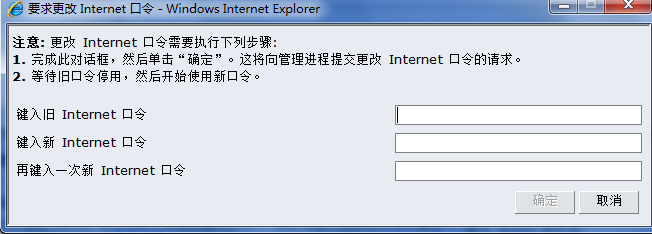 要求更改 Internet 口令 - Windows Internet Explorer
注意: 更改 Internet 口令需要执行下列步骤:
1. 完成此对话框，然后单击“确定”。这将向管理进程提交更改 Internet 口令的请求。
2. 等待旧口令停用，然后开始使用新口令。
键入旧 Internet 口令
键入新 Internet 口令
再键入一次新 Internet 口令
确定 取消